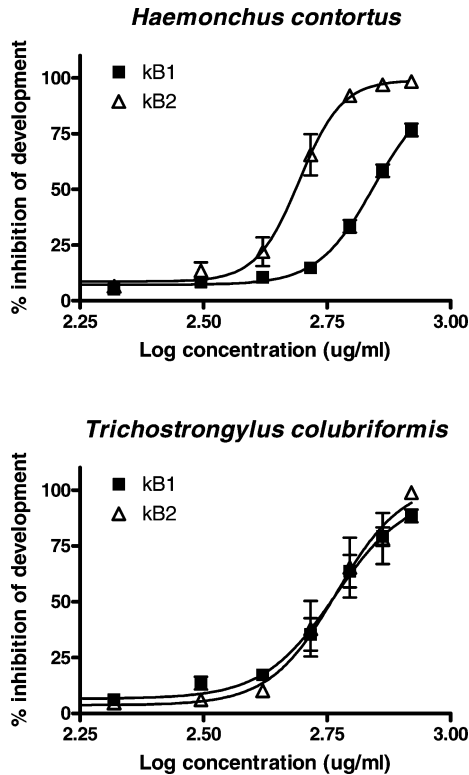 Haemonchus contortus
kB1
kB2
% inhibition of development
100
75
50
25
0
2.25 2.50 2.75 3.00
Log concentration (ug/ml)
Trichostrongylus colubriformis
kB1
kB2
% inhibition of development
100
75
50
25
0
2.25 2.50 2.75 3.00
Log concentration (ug/ml)